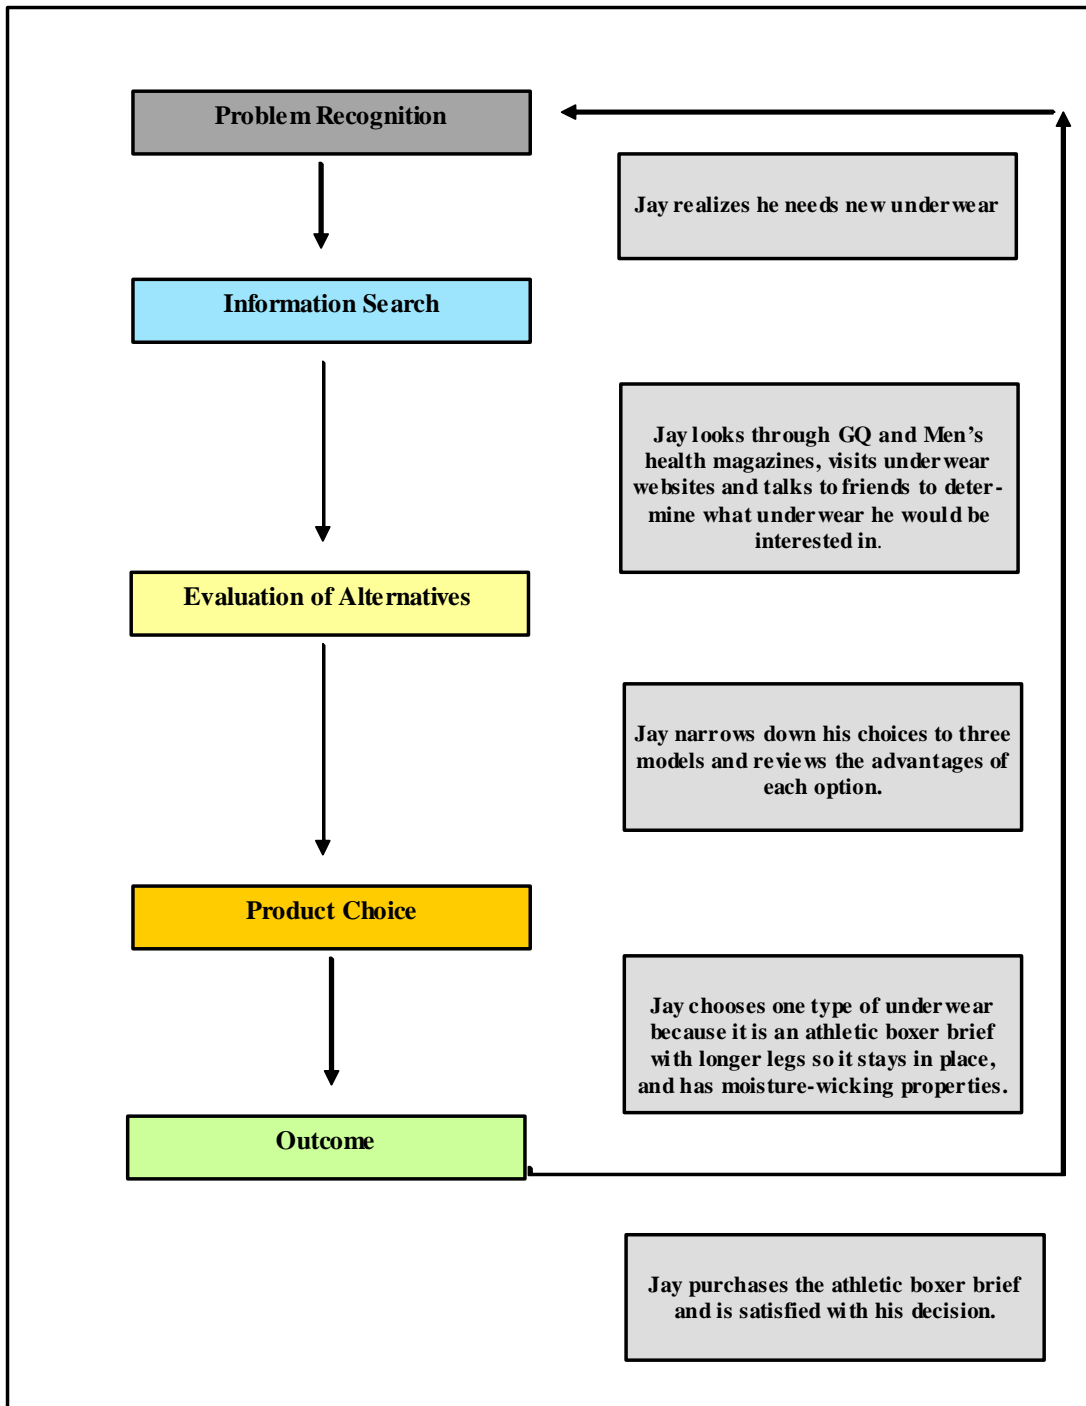 Problem Recognition
Jay realizes he needs new underwear
Information Search
Jay looks through GQ and Men’s
health magazines, visits underwear
websites and talks to friends to deter-
mine what underwear he would be
interested in.
Evaluation of Alternatives
Jay narrows down his choices to three
models and reviews the advantages of
each option.
Product Choice
Jay chooses one type of underwear
because it is an athletic boxer brief
with longer legs so it stays in place,
and has moisture-wicking properties.
Outcome
Jay purchases the athletic boxer brief
and is satisfied with his decision.